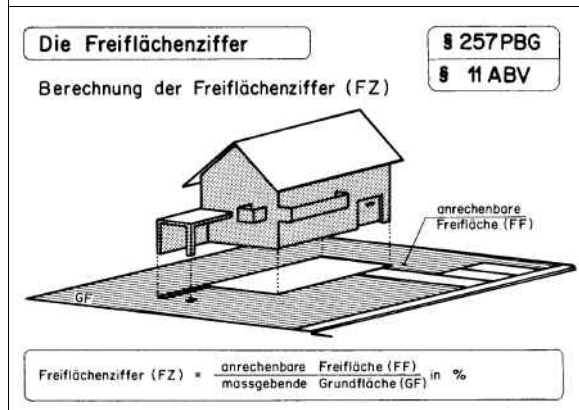 Die Freiflächenziffer
§ 257 PBG
§ 11 ABV
Berechnung der Freiflächenziffer (FZ)
anrechenbare
Freifläche (FF)
GF
Freiflächenziffer (FZ) = anrechenbare Freifläche (FF)
massgebende Grundfläche (GF) in %